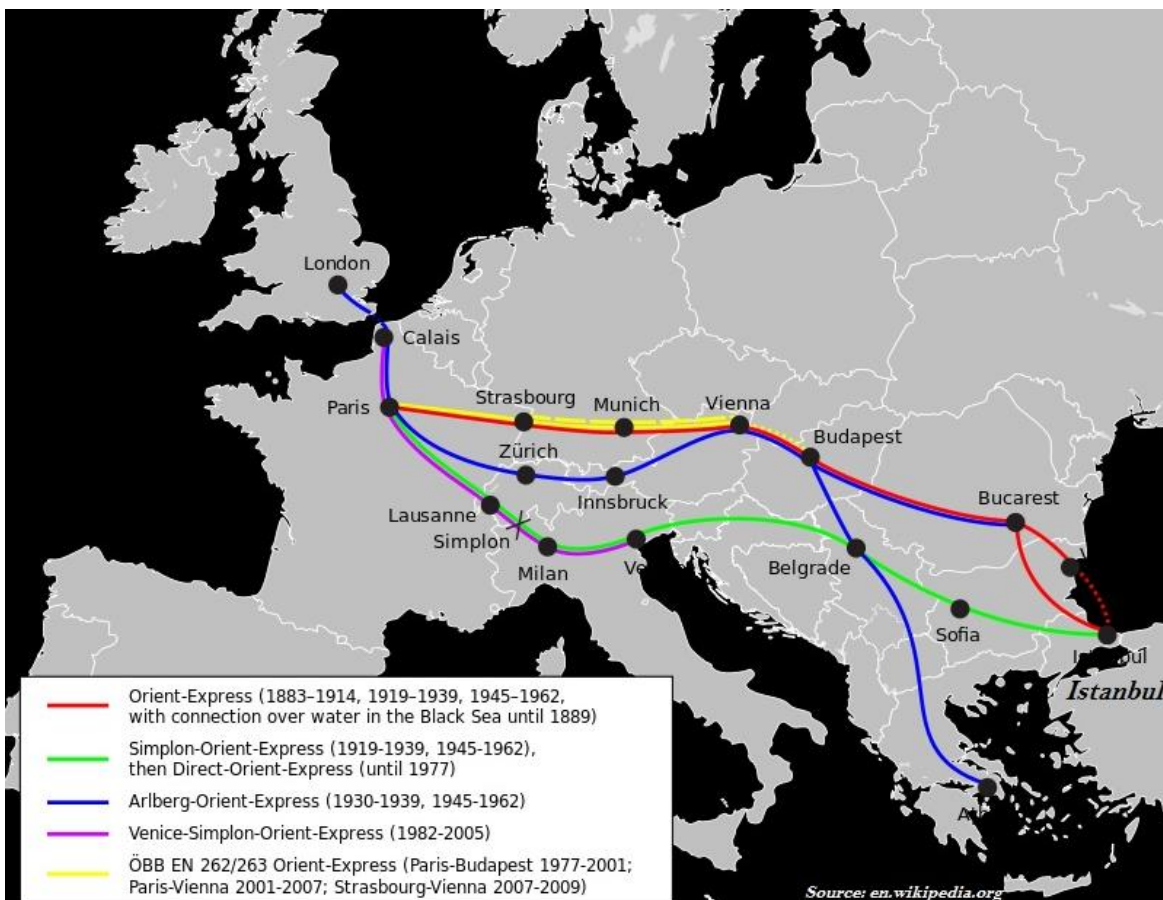 London
Calais
Paris
Strasbourg
Munich
Vienna
Zürich
Innsbruck
Budapest
Bucarest
Lausanne
Simplon
Milan
Ve
Belgrade
Sofia
Istanbul
Orient-Express (1883–1914, 1919–1939, 1945–1962,
with connection over water in the Black Sea until 1889)
Simplon-Orient-Express (1919-1939, 1945-1962),
then Direct-Orient-Express (until 1977)
Arlberg-Orient-Express (1930-1939, 1945-1962)
Venice-Simplon-Orient-Express (1982-2005)
ÖBB EN 262/263 Orient-Express (Paris-Budapest 1977-2001;
Paris-Vienna 2001-2007; Strasbourg-Vienna 2007-2009)
Source: en.wikipedia.org